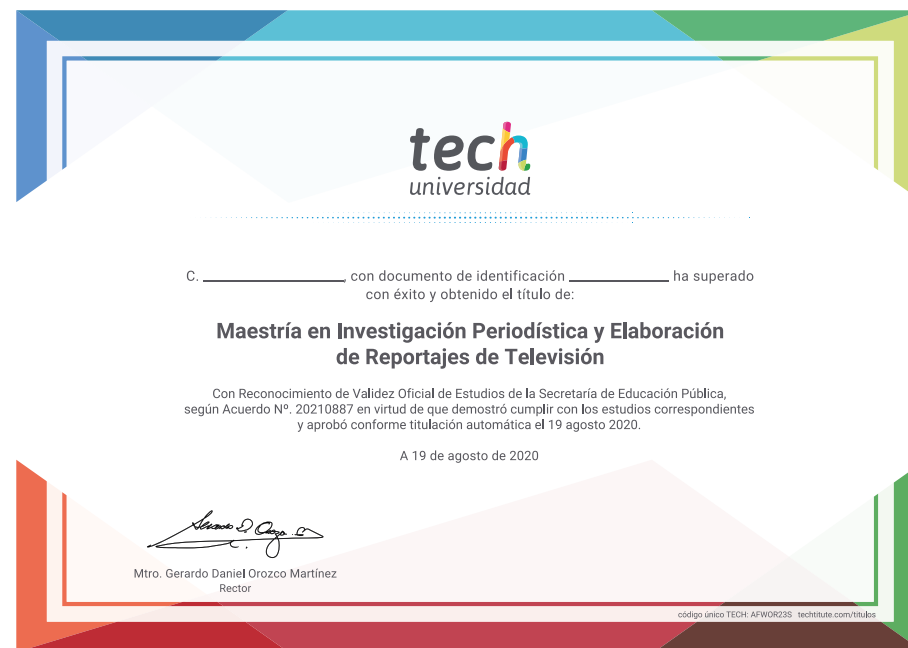 tech
universidad
C. ____________, con documento de identificación ____________ ha superado
con éxito y obtenido el título de:
Maestría en Investigación Periodística y Elaboración
de Reportajes de Televisión
Con Reconocimiento de Validez Oficial de Estudios de la Secretaría de Educación Pública,
según Acuerdo Nº. 20210887 en virtud de que demostró cumplir con los estudios correspondientes
y aprobó conforme titulación automática el 19 agosto 2020.
A 19 de agosto de 2020
Mtro. Gerardo Daniel Orozco Martínez
Rector
código único TECH: AFWOR23S techtitute.com/titulos